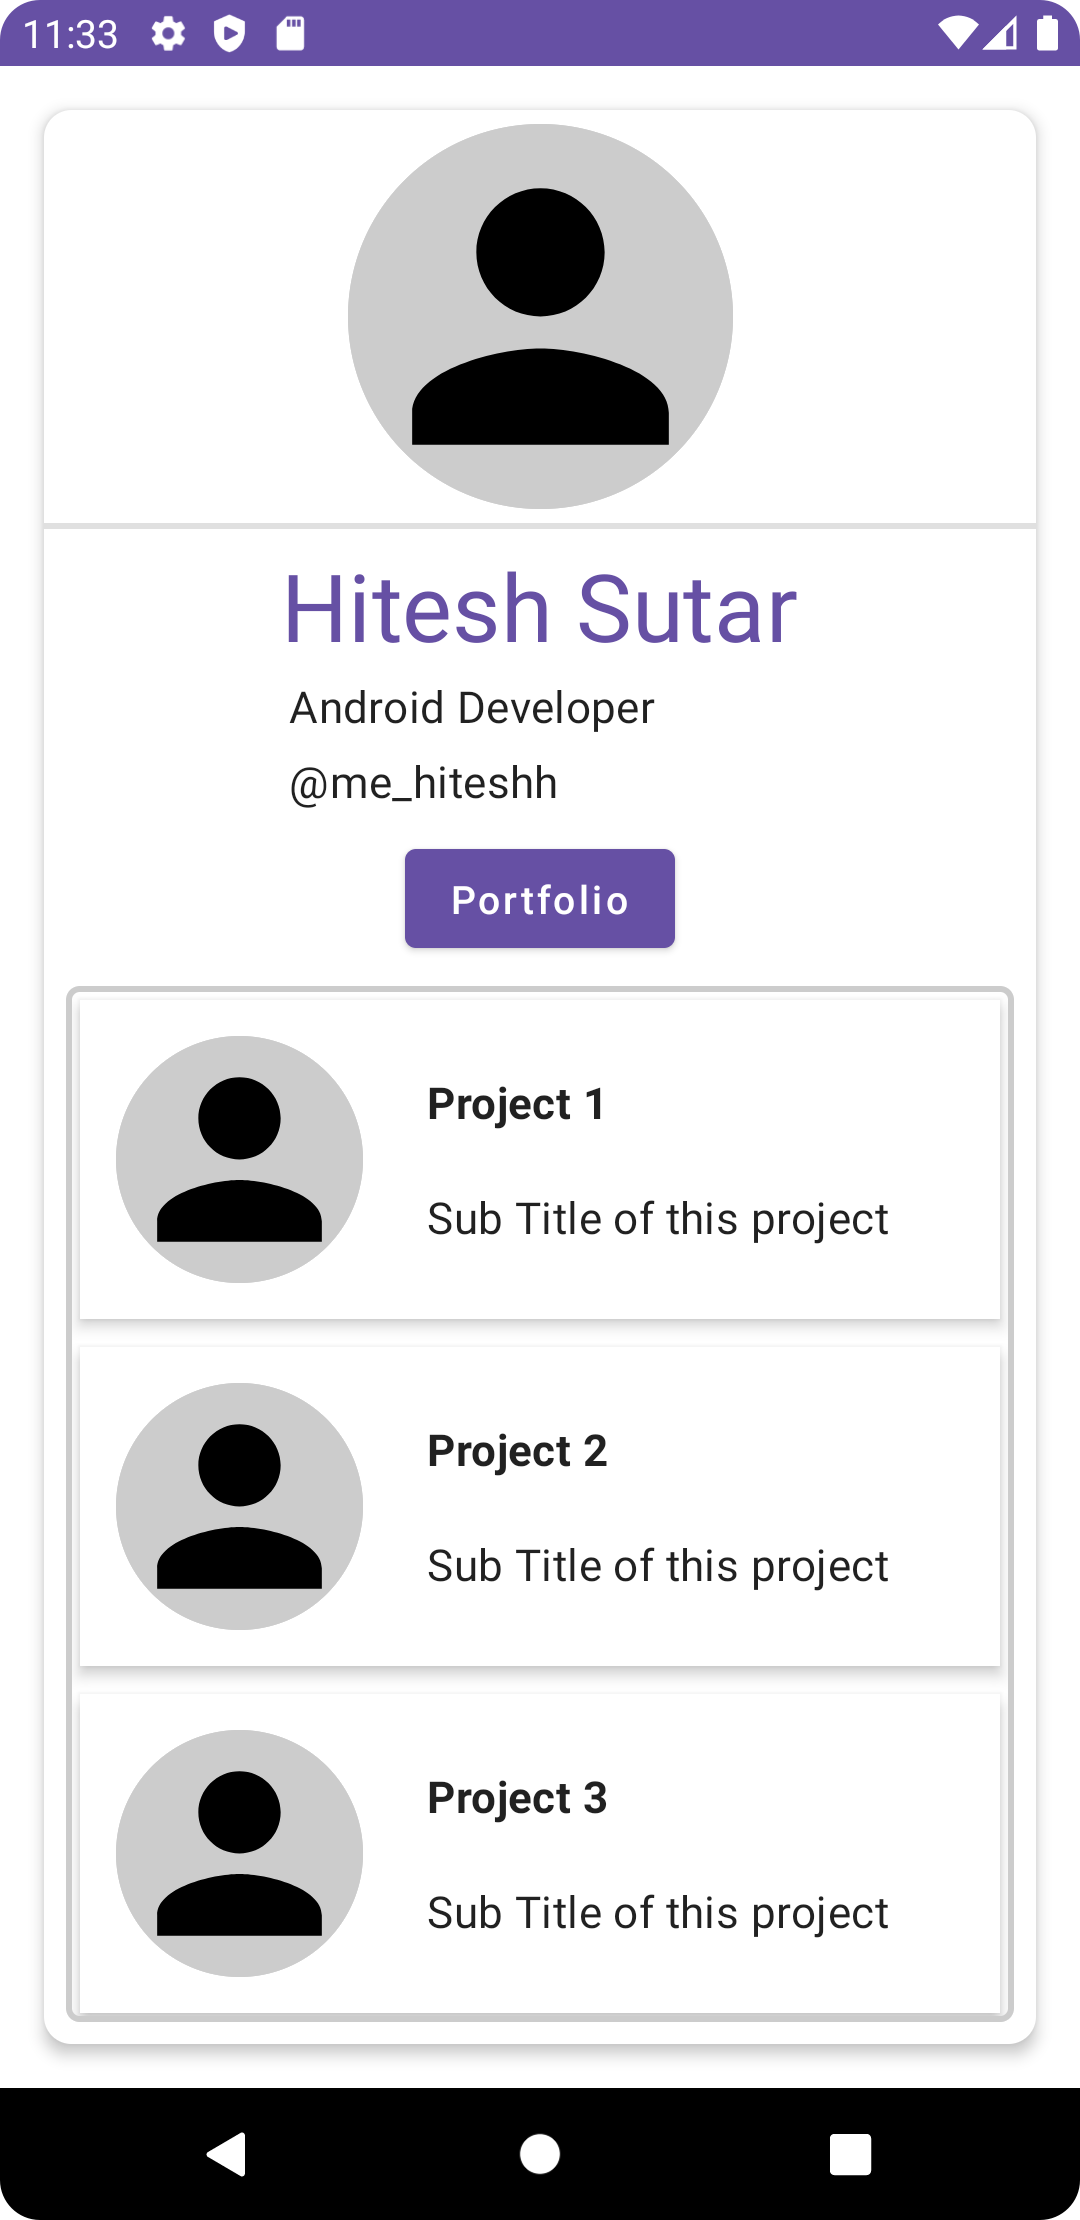 11:33
Hitesh Sutar
Android Developer
@me_hiteshh
Portfolio
Project 1
Sub Title of this project
Project 2
Sub Title of this project
Project 3
Sub Title of this project